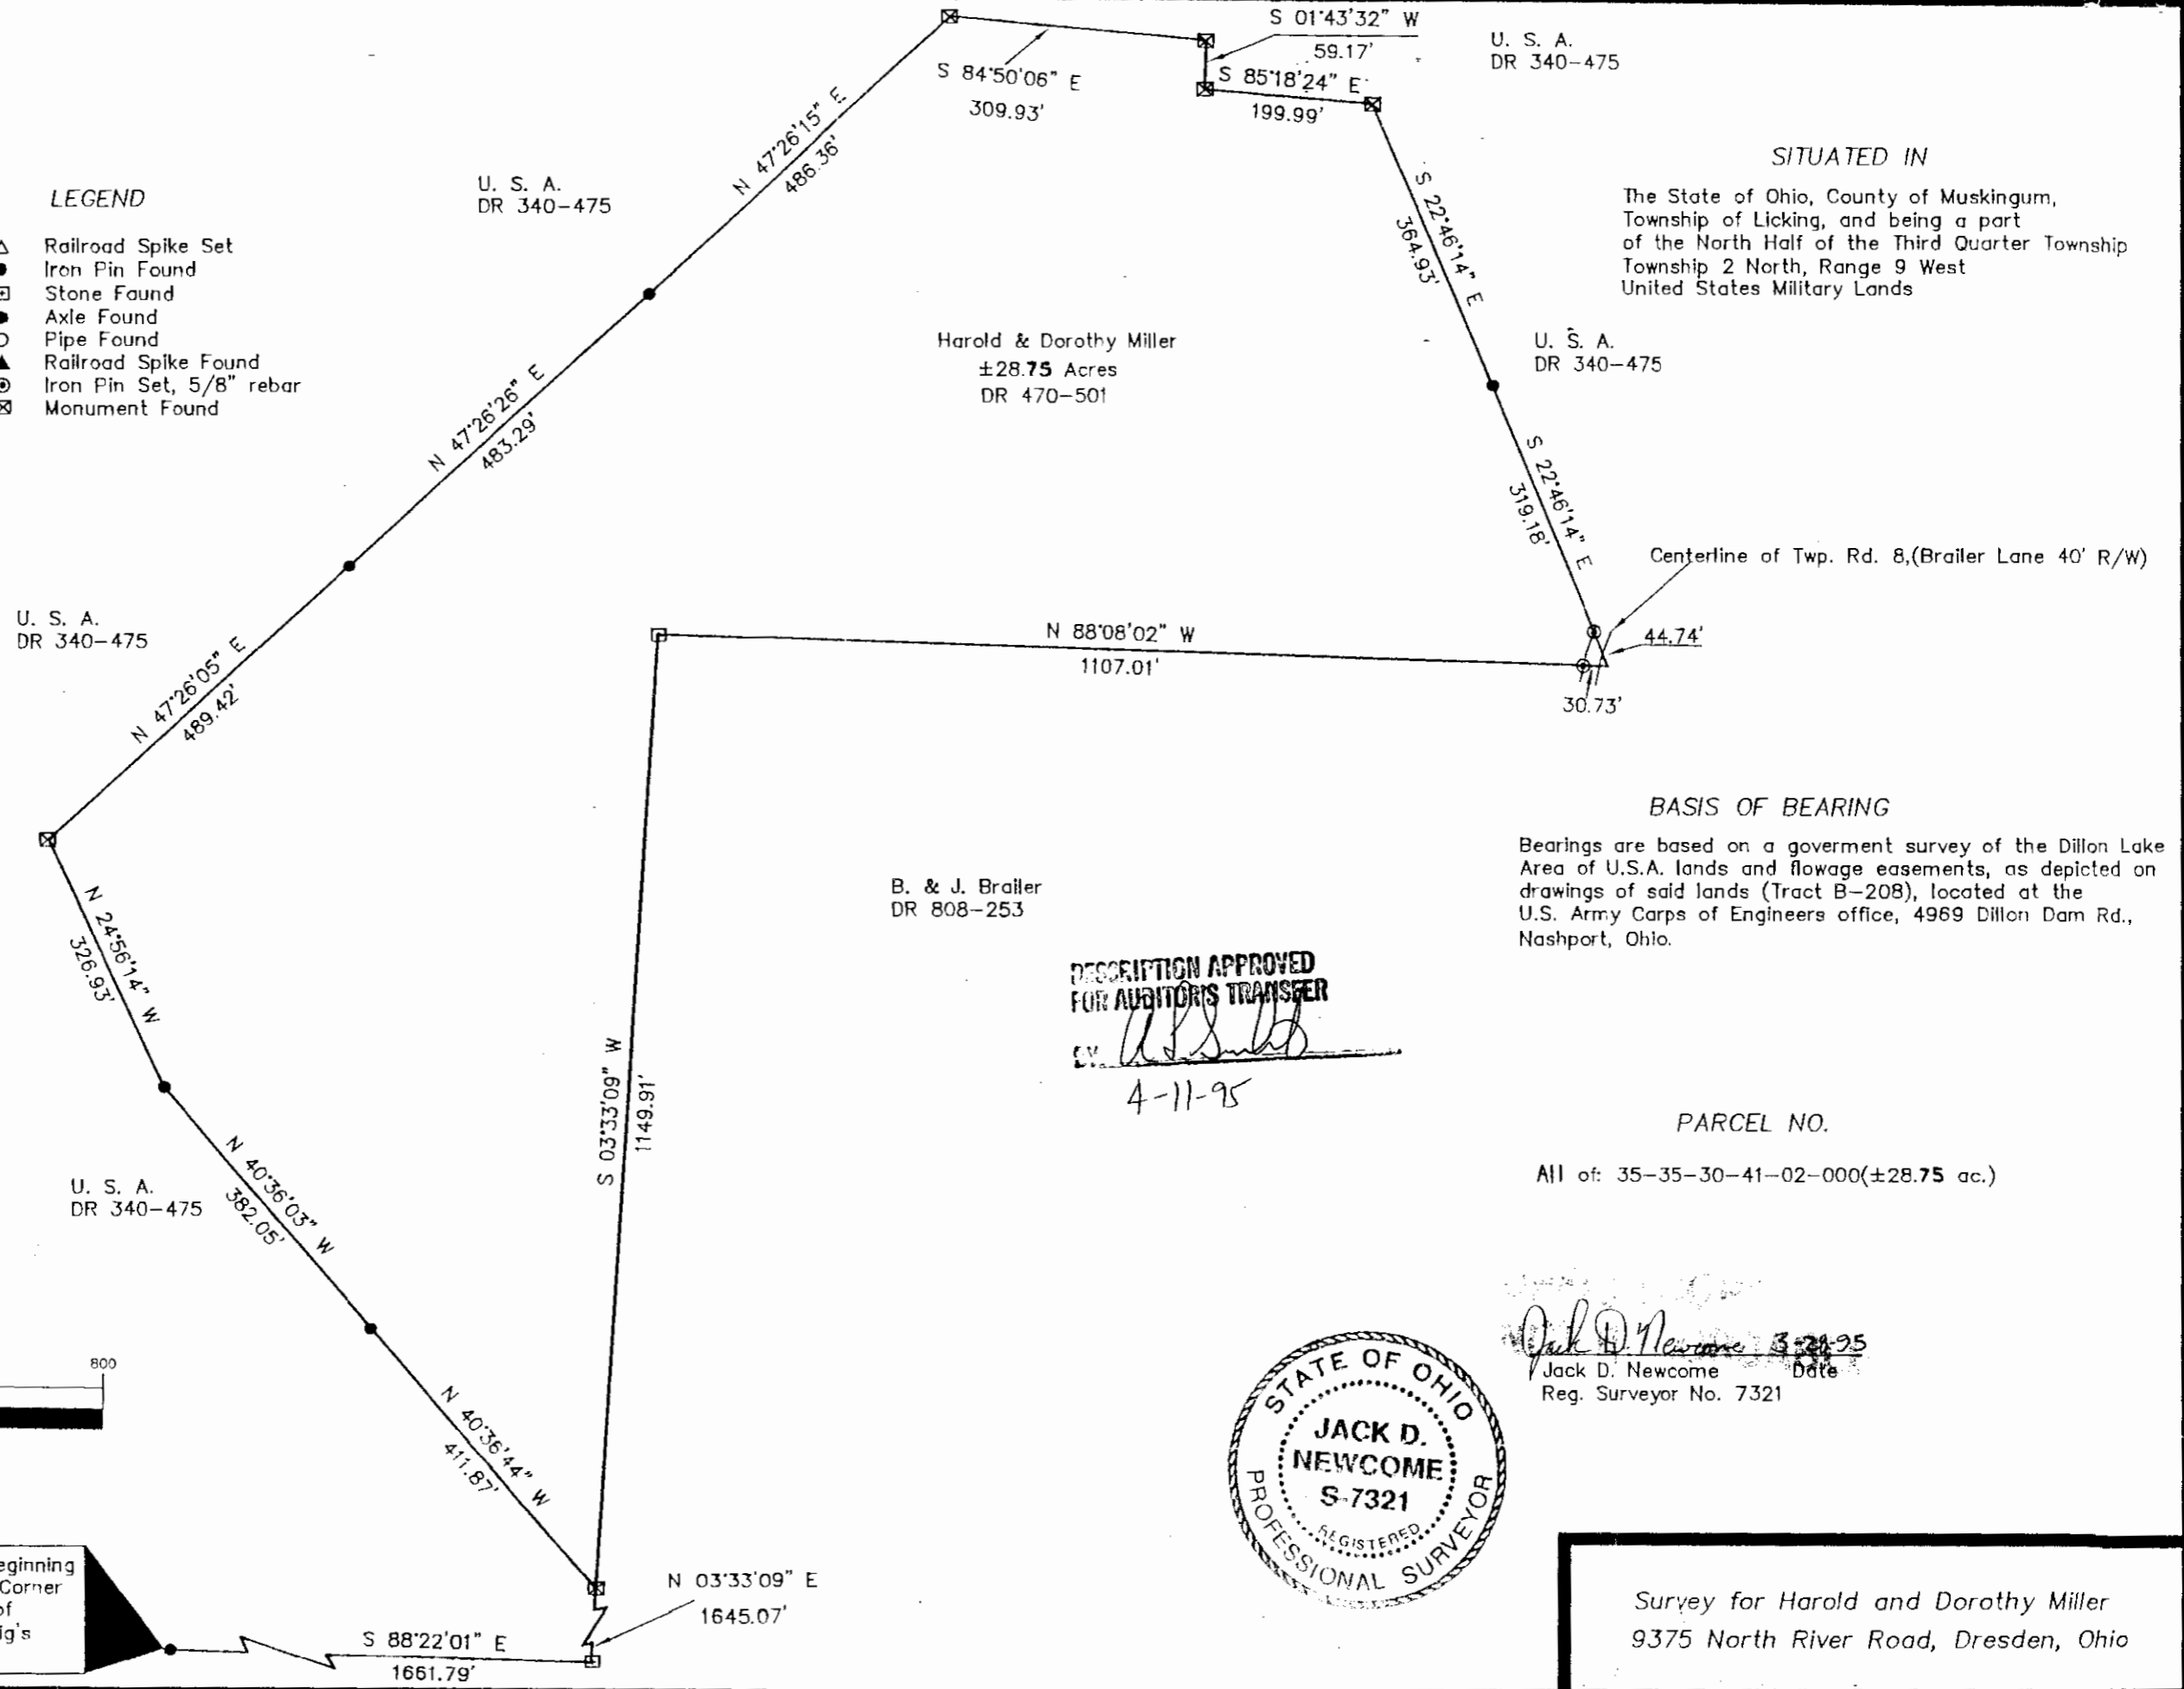 S 01°43'32" W
59.17'
U. S. A.
DR 340-475
S 84°50'06" E
309.93'
S 85°18'24" E
199.99'
N 47°26'15" E
486.36'
U. S. A.
DR 340-475
LEGEND
Railroad Spike Set
Iron Pin Found
Stone Found
Axle Found
Pipe Found
Railroad Spike Found
Iron Pin Set, 5/8" rebar
Monument Found
SITUATED IN
The State of Ohio, County of Muskingum,
Township of Licking, and being a part
of the North Half of the Third Quarter Township
Township 2 North, Range 9 West
United States Military Lands
S 22°46'14" E
364.93'
Harold & Dorothy Miller
±28.75 Acres
DR 470-501
U. S. A.
DR 340-475
N 47°26'26" E
483.29'
S 22°46'14" E
319.18'
Centerline of Twp. Rd. 8,(Brailer Lane 40' R/W)
44.74'
30.73'
N 88°08'02" W
1107.01'
U. S. A.
DR 340-475
N 47°26'05" E
489.42'
BASIS OF BEARING
Bearings are based on a goverment survey of the Dillon Lake
Area of U.S.A. lands and flowage easements, as depicted on
drawings of said lands (Tract B-208), located at the
U.S. Army Corps of Engineers office, 4969 Dillon Dam Rd.,
Nashport, Ohio.
B. & J. Brailer
DR 808-253
N 24°56'14" W
326.93'
DESCRIPTION APPROVED
FOR AUDITOR'S TRANSFER
BY
4-11-95
S 03°33'09" W
1149.91'
PARCEL NO.
All of: 35-35-30-41-02-000(±28.75 ac.)
N 40°36'03" W
382.05'
U. S. A.
DR 340-475
800
Jack D. Newcome
Jack D. Newcome Date
Reg. Surveyor No. 7321
STATE OF OHIO
JACK D.
NEWCOME
S-7321
REGISTERED
PROFESSIONAL SURVEYOR
N 40°36'44" W
411.87'
eginning
Corner
of
ig's
N 03°33'09" E
1645.07'
S 88°22'01" E
1661.79'
Survey for Harold and Dorothy Miller
9375 North River Road, Dresden, Ohio